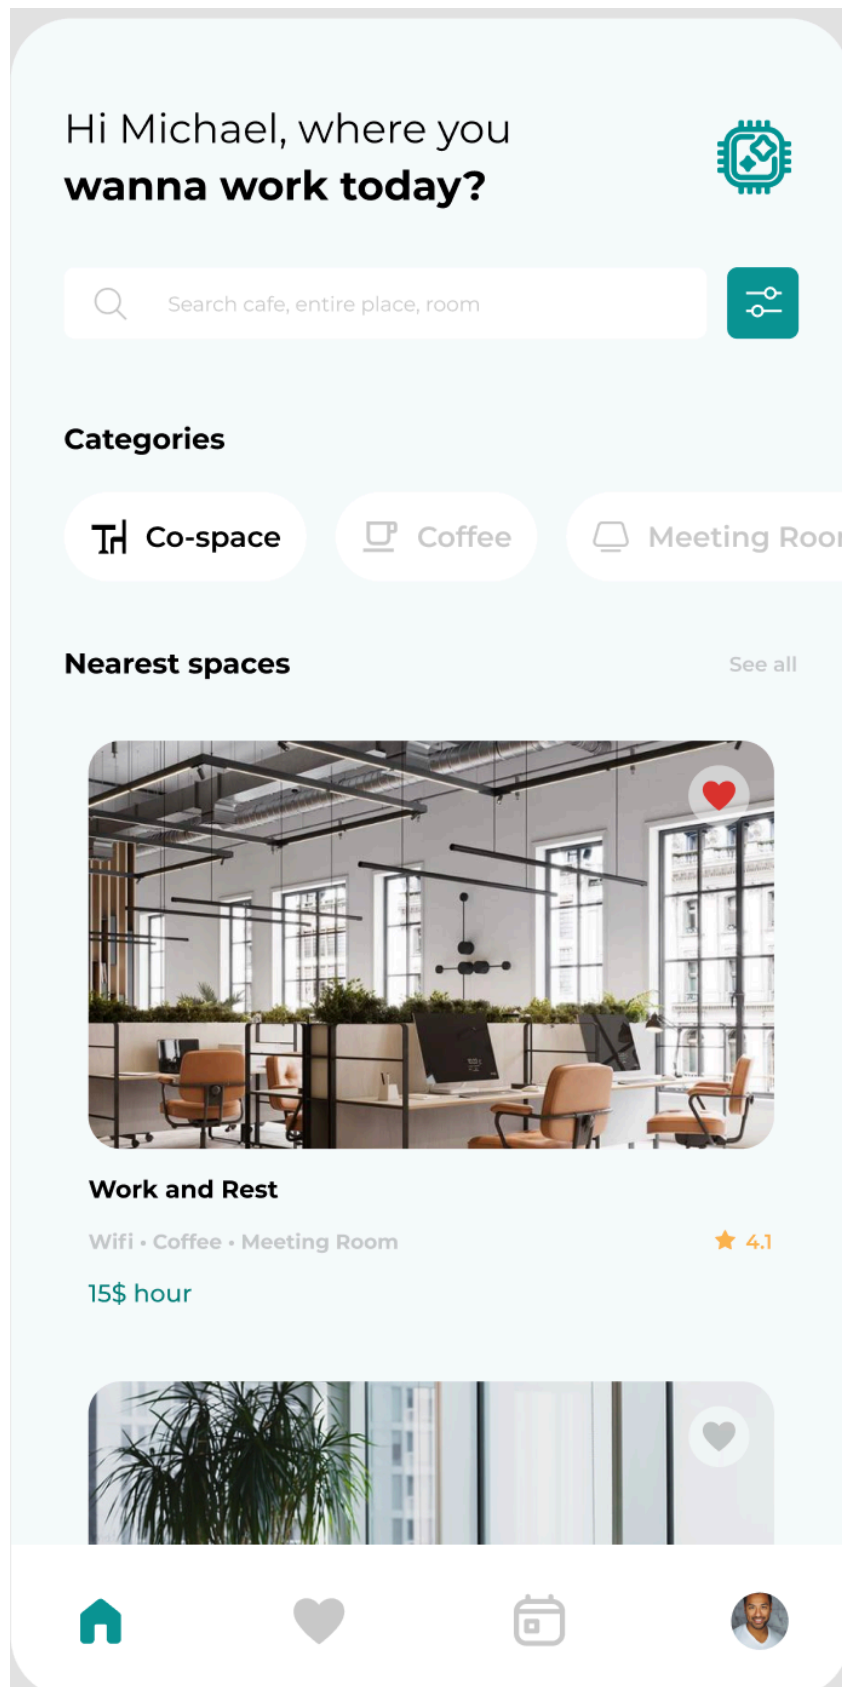 Hi Michael, where you
wanna work today?
Search cafe, entire place, room
Categories
Co-space
Coffee
Meeting Roo
Nearest spaces
See all
Work and Rest
Wifi • Coffee • Meeting Room
4.1
15$ hour